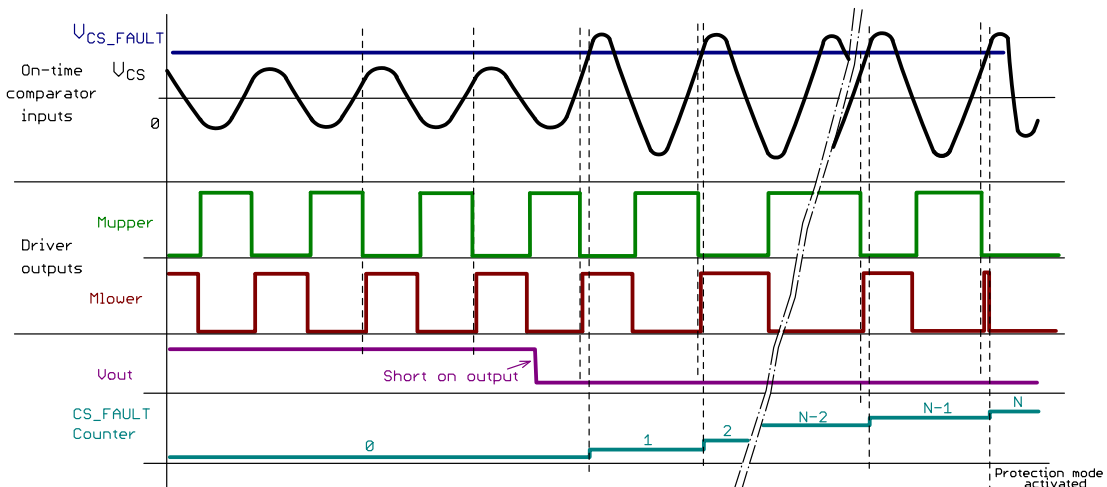 VCS_FAULT
On-time
comparator
inputs
VCS
0
Mupper
Driver
outputs
Mlower
Vout
Short on output
CS_FAULT
Counter
0
1
2
N-2
N-1
N
Protection mode
activated